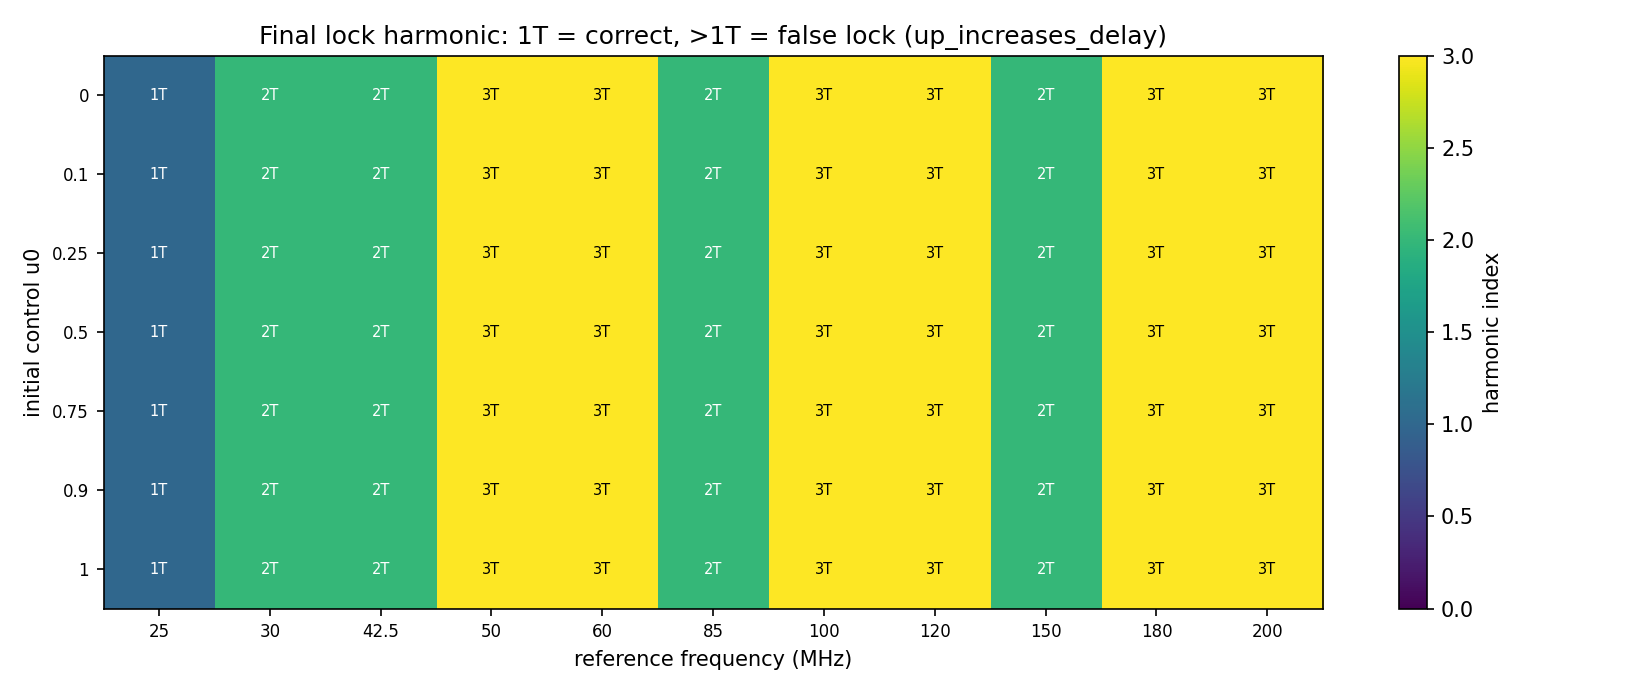 Final lock harmonic: 1T = correct, >1T = false lock (up_increases_delay)
initial control u0
0 1T 2T 2T 3T 3T 2T 3T 3T 2T 3T 3T
0.1 1T 2T 2T 3T 3T 2T 3T 3T 2T 3T 3T
0.25 1T 2T 2T 3T 3T 2T 3T 3T 2T 3T 3T
0.5 1T 2T 2T 3T 3T 2T 3T 3T 2T 3T 3T
0.75 1T 2T 2T 3T 3T 2T 3T 3T 2T 3T 3T
0.9 1T 2T 2T 3T 3T 2T 3T 3T 2T 3T 3T
1 1T 2T 2T 3T 3T 2T 3T 3T 2T 3T 3T
25 30 42.5 50 60 85 100 120 150 180 200
reference frequency (MHz)
3.0
2.5
2.0
1.5
1.0
0.5
0.0
harmonic index